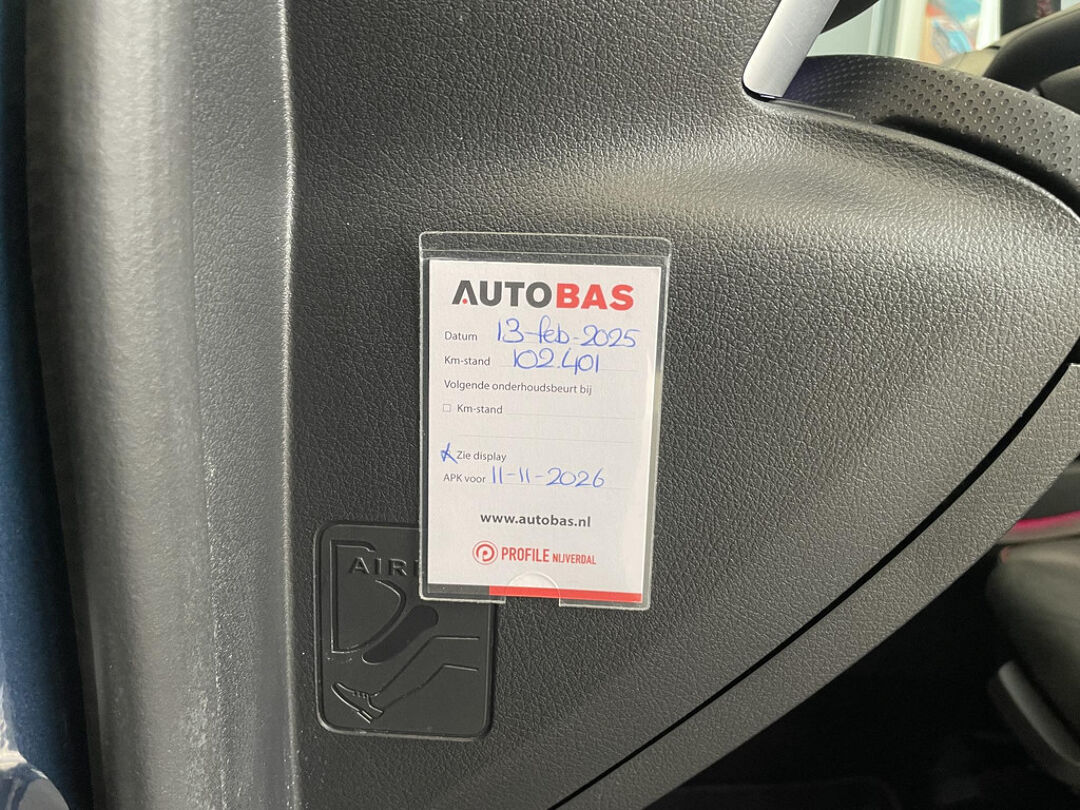 AUTOBAS
Datum 13-feb-2025
Km-stand 102.401
Volgende onderhoudsbeurt bij
Km-stand
Zie display
APK voor 11-11-2026
www.autobas.nl
PROFILE NIJVERDAL